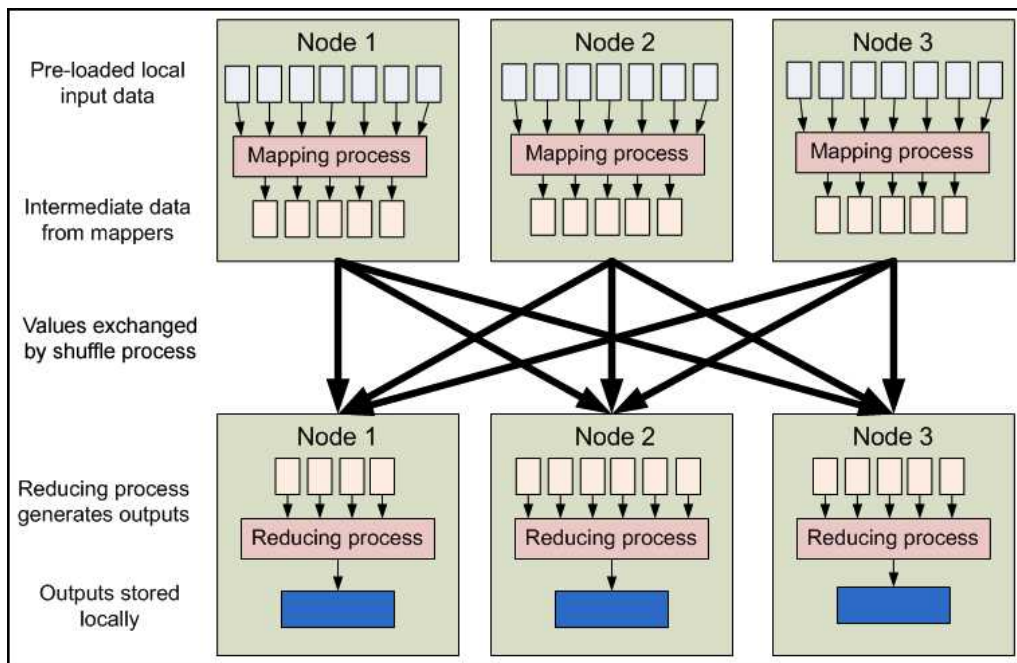 Node 1
Node 2
Node 3
Pre-loaded local
input data
Mapping process
Mapping process
Mapping process
Intermediate data
from mappers
Values exchanged
by shuffle process
Node 1
Node 2
Node 3
Reducing process
generates outputs
Reducing process
Reducing process
Reducing process
Outputs stored
locally